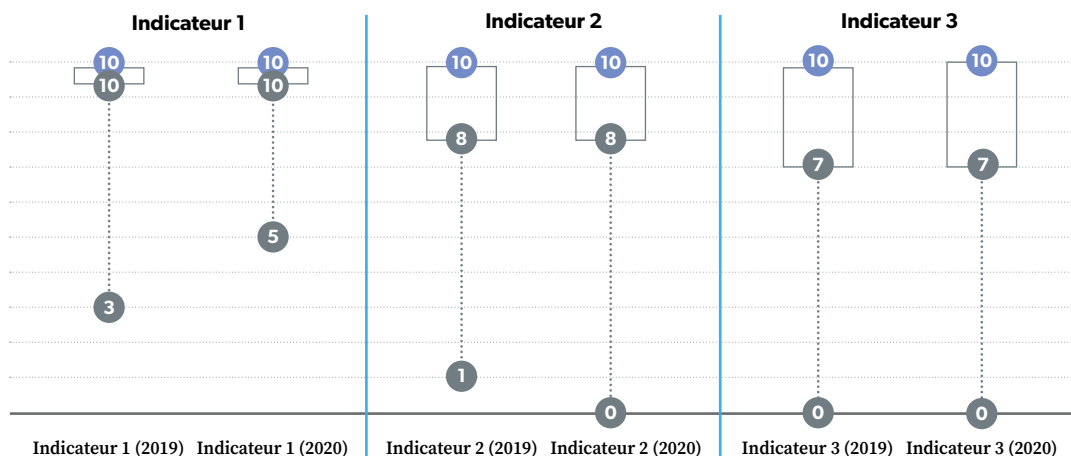 Indicateur 1
Indicateur 2
Indicateur 3
10 10 10 10 10 10
10 10 8 8 7 7
5
3
1
0 0 0
Indicateur 1 (2019) Indicateur 1 (2020) Indicateur 2 (2019) Indicateur 2 (2020) Indicateur 3 (2019) Indicateur 3 (2020)